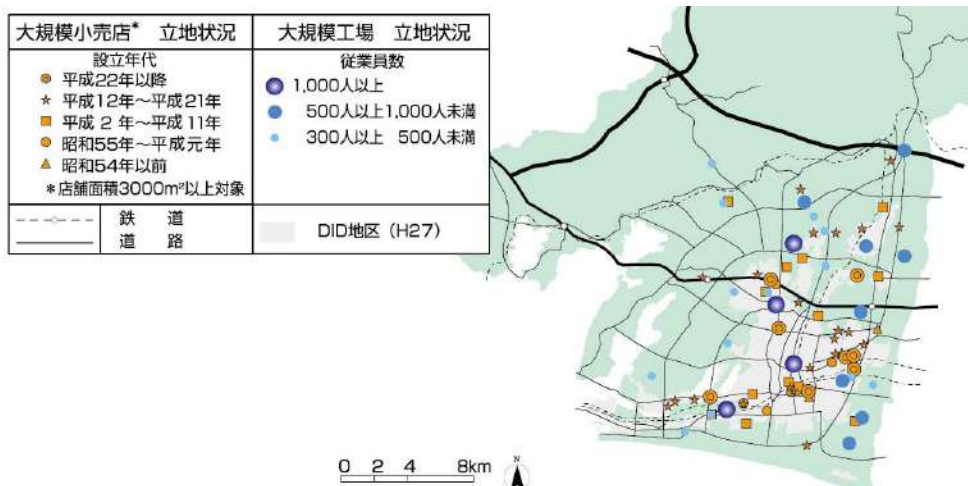 大規模小売店* 立地状況
設立年代
平成22年以降
平成12年~平成21年
平成 2 年~平成11年
昭和55年~平成元年
昭和54年以前
*店舗面積3000m²以上対象
大規模工場 立地状況
従業員数
1,000人以上
500人以上1,000人未満
300人以上 500人未満
鉄 道
道 路
DID地区(H27)
0 2 4 8km
N